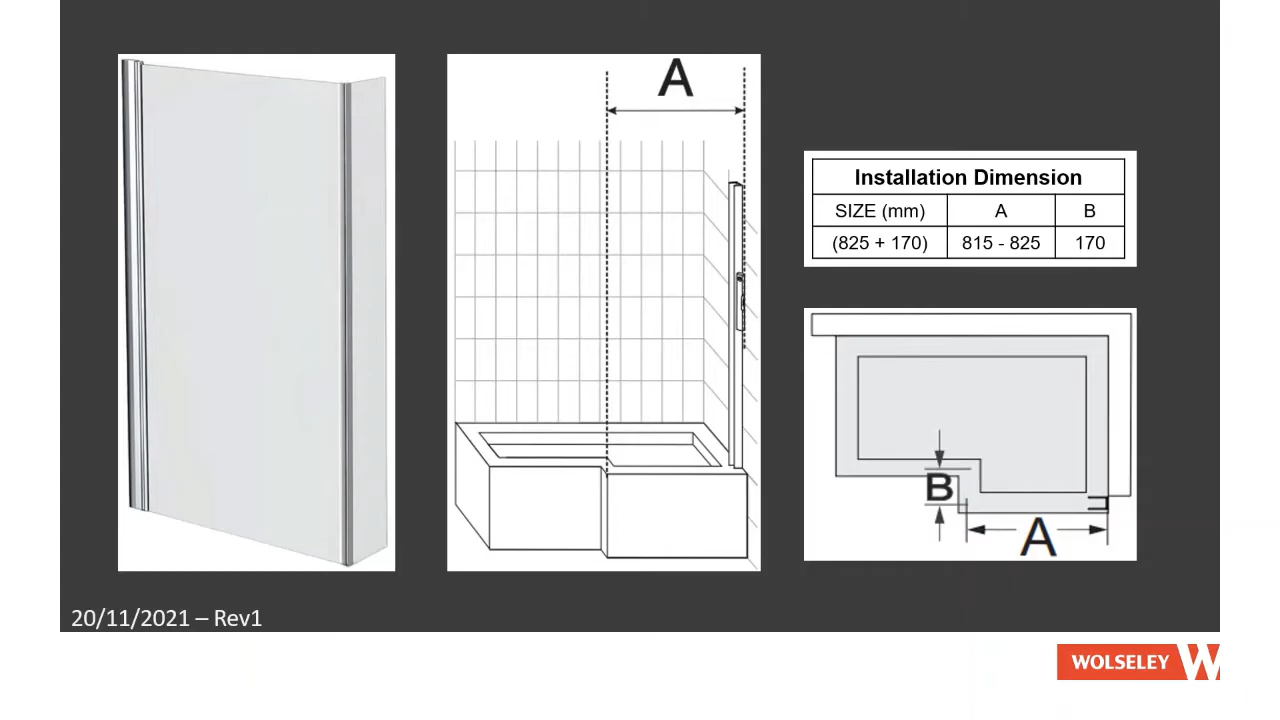 A
Installation Dimension
SIZE (mm) A B
(825 + 170) 815 - 825 170
B
A
20/11/2021 – Rev1
WOLSELEY